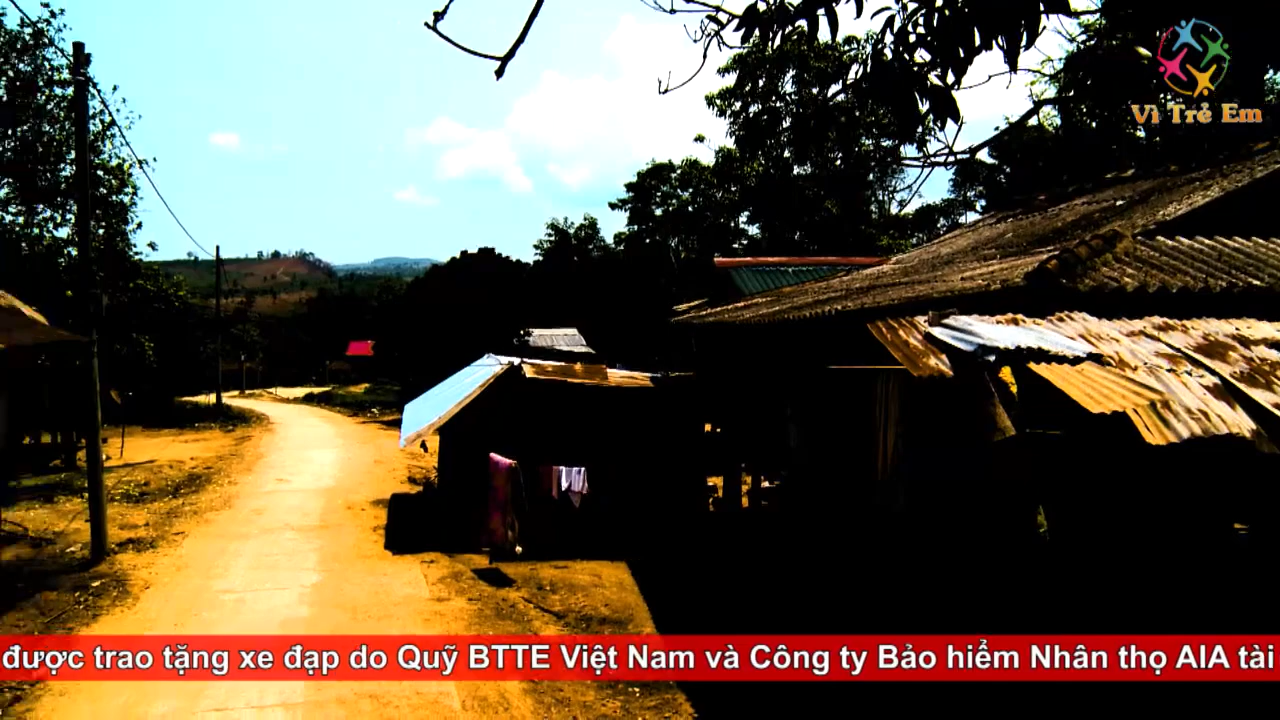 Vì Trẻ Em
được trao tặng xe đạp do Quỹ BTTE Việt Nam và Công ty Bảo hiểm Nhân thọ AIA tài